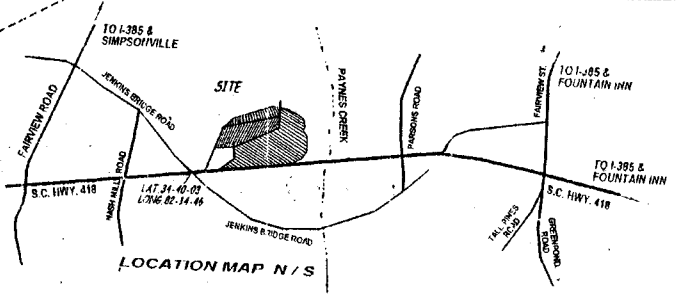 TO I-385 &
SIMPSONVILLE
FAIRVIEW ROAD
JENKINS BRIDGE ROAD
SITE
PAYNES CREEK
PARSONS ROAD
FAIRVIEW ST.
TO I-385 &
FOUNTAIN INN
TO I-385 &
FOUNTAIN INN
S.C. HWY. 418
NASH MILL ROAD
LAT. 34-40-03
LONG. 82-14-46
JENKINS BRIDGE ROAD
S.C. HWY. 418
TALL PINES
ROAD
GREENPOND
ROAD
LOCATION MAP N/S